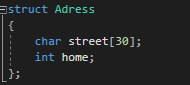 struct Adress
{
char street[30];
int home;
};